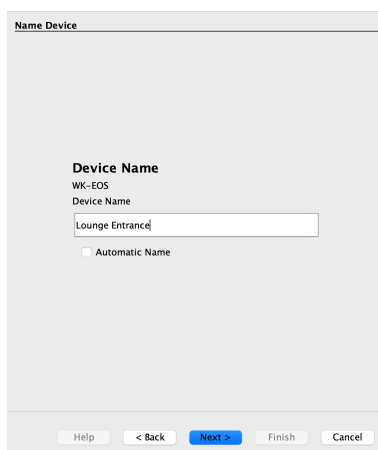 Name Device
Device Name
WK-EOS
Device Name
Lounge Entrance
Automatic Name
Help < Back Next > Finish Cancel